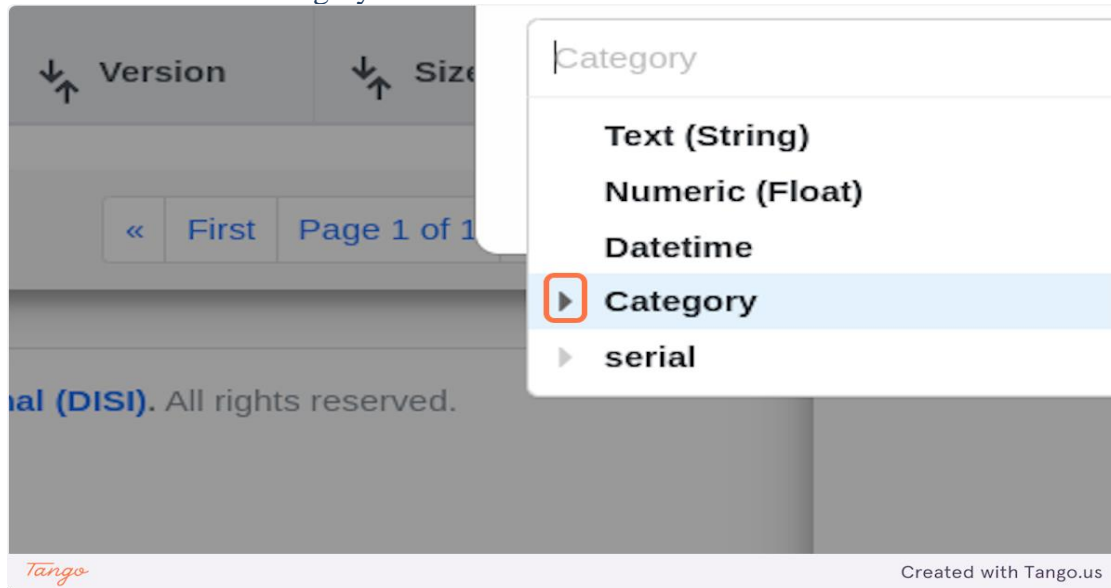 Version
Size
Category
Text (String)
Numeric (Float)
Datetime
Category
serial
« First Page 1 of 1
(DISI). All rights reserved.
Tango
Created with Tango.us